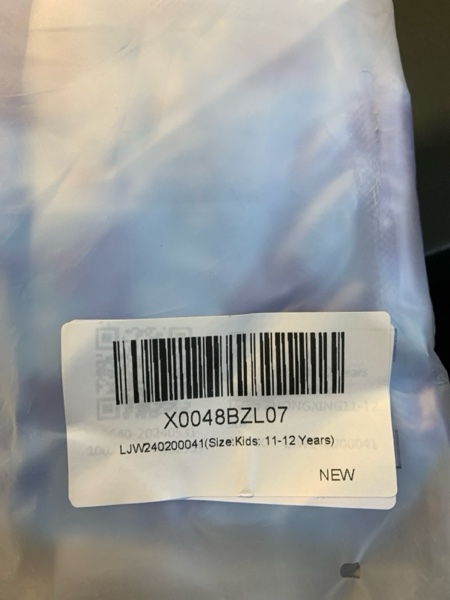 X0048BZL07
LJW240200041(Size:Kids: 11-12 Years)
NEW